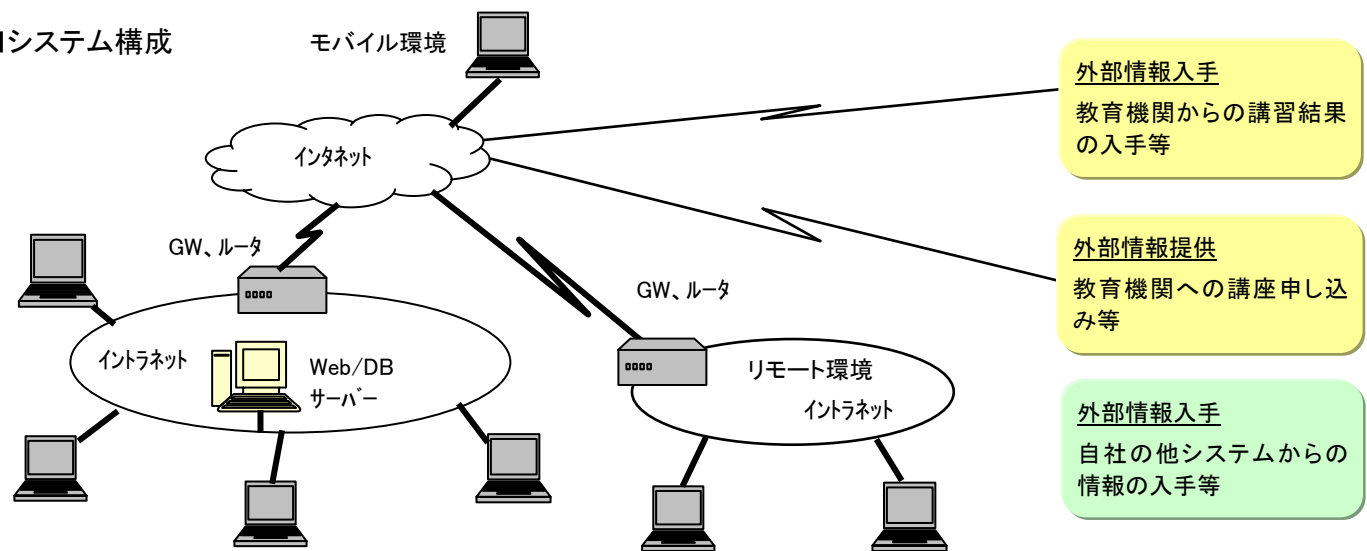 システム構成
モバイル環境
インタネット
GW、ルータ
イントラネット
Web/DB
サーバー
GW、ルータ
リモート環境
イントラネット
外部情報入手
教育機関からの講習結果
の入手等
外部情報提供
教育機関への講座申し込
み等
外部情報入手
自社の他システムからの
情報の入手等